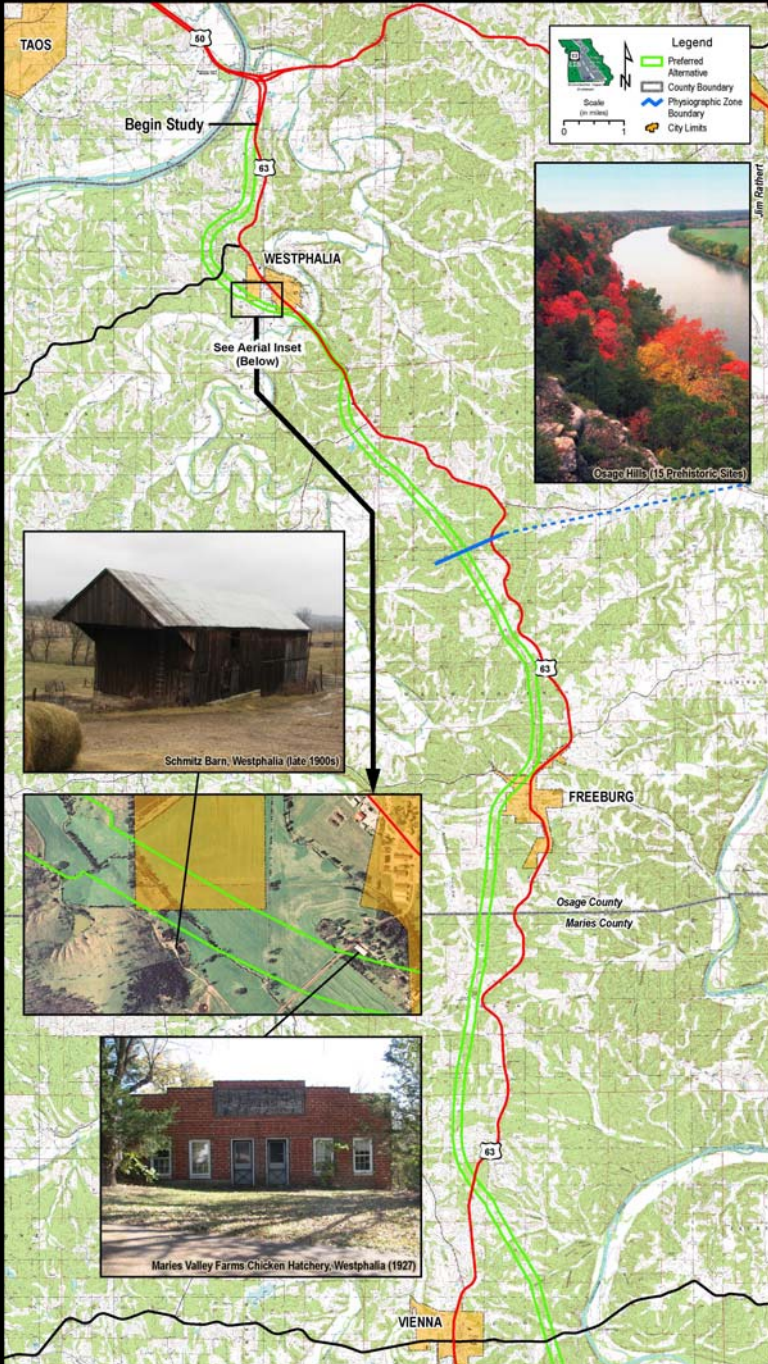 TAOS
50
Begin Study
63
WESTPHALIA
See Aerial Inset
(Below)
Legend
N
Preferred
Alternative
County Boundary
Physiographic Zone
Boundary
City Limits
Scale
(in miles)
0 1
Jim Rathert
Osage Hills (15 Prehistoric Sites)
Schmitz Barn, Westphalia (late 1900s)
63
FREEBURG
Osage County
Maries County
Maries Valley Farms Chicken Hatchery, Westphalia (1927)
63
VIENNA